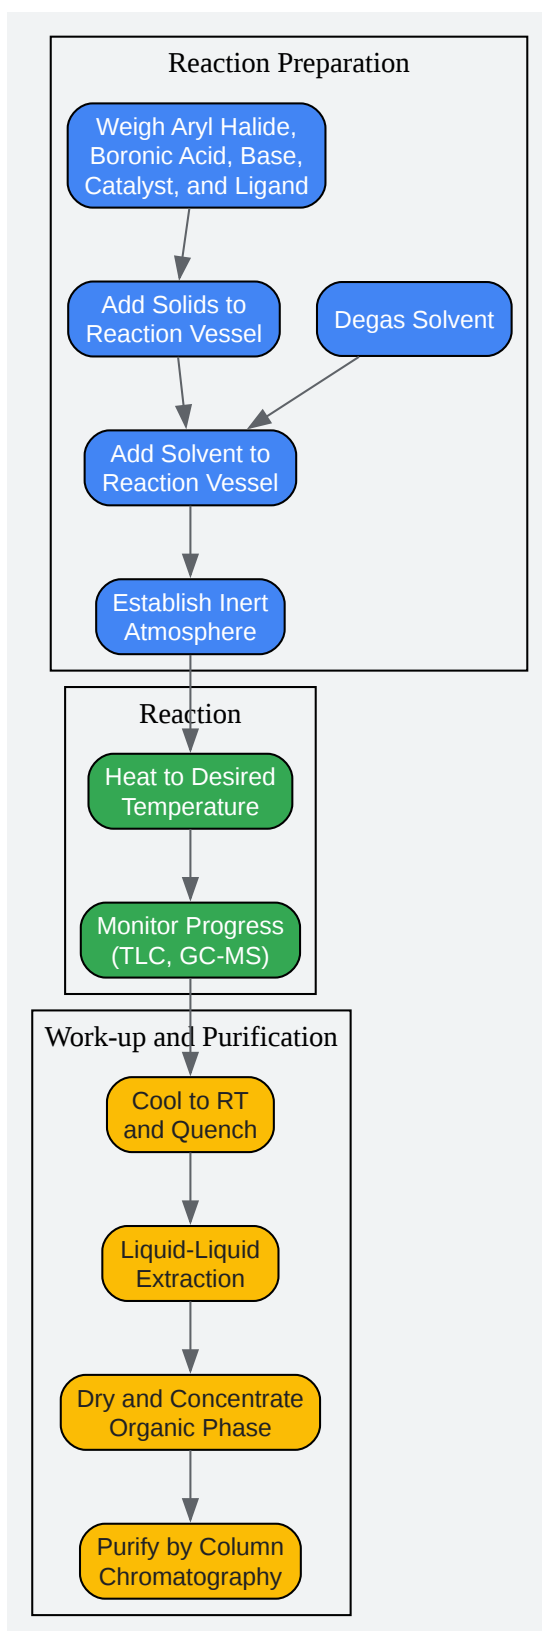 Reaction Preparation
Weigh Aryl Halide,
Boronic Acid, Base,
Catalyst, and Ligand
Add Solids to
Reaction Vessel
Degas Solvent
Add Solvent to
Reaction Vessel
Establish Inert
Atmosphere
Reaction
Heat to Desired
Temperature
Monitor Progress
(TLC, GC-MS)
Work-up and Purification
Cool to RT
and Quench
Liquid-Liquid
Extraction
Dry and Concentrate
Organic Phase
Purify by Column
Chromatography